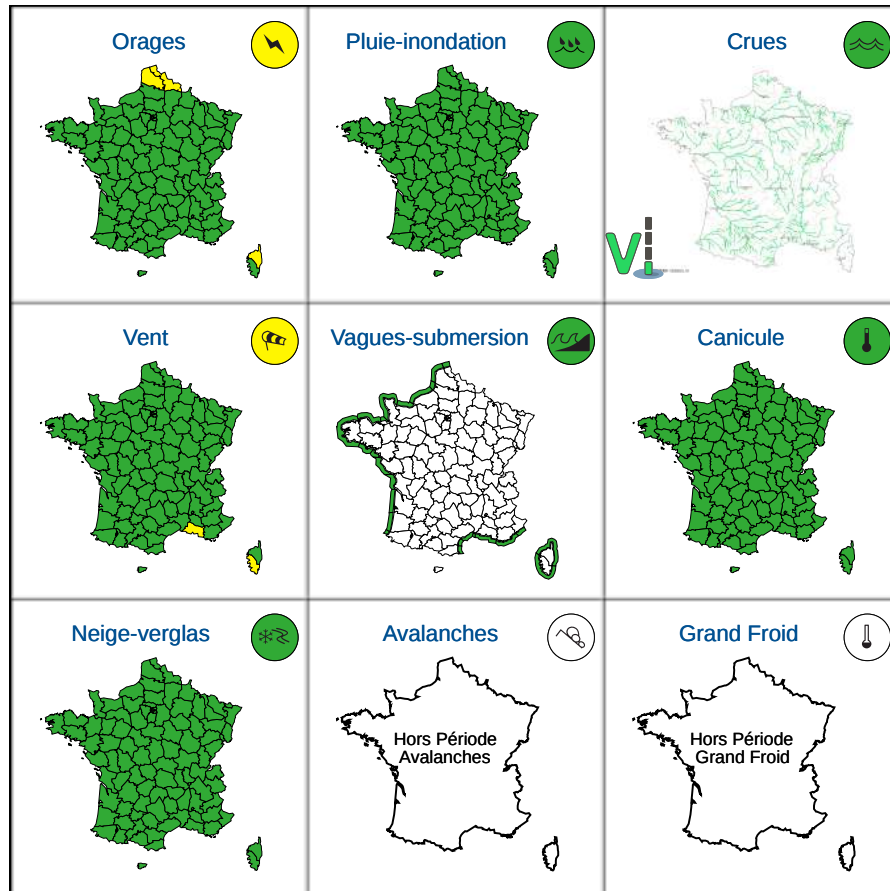 Orages
Pluie-inondation
Crues
Vent
Vagues-submersion
Canicule
Neige-verglas
Avalanches
Grand Froid
Hors Période
Avalanches
Hors Période
Grand Froid